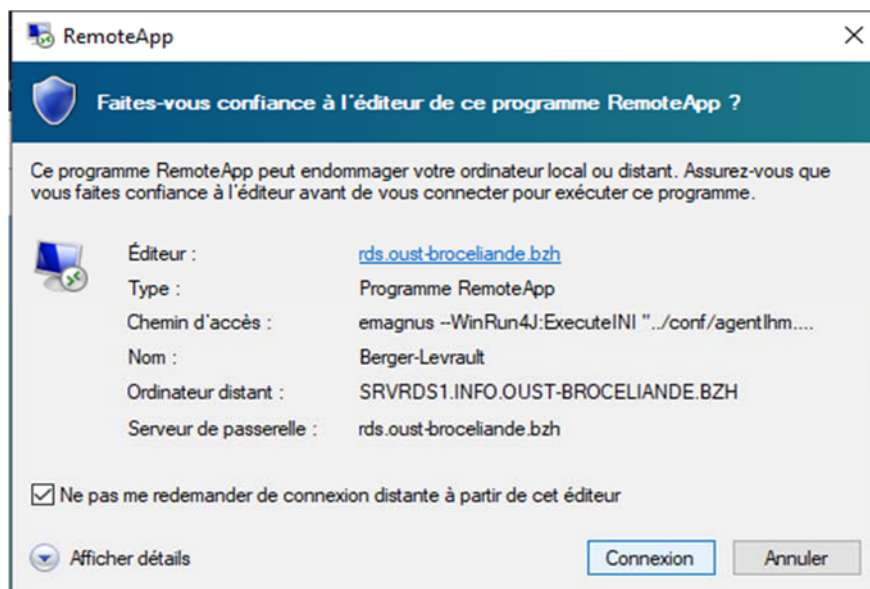 RemoteApp
Faites-vous confiance à l'éditeur de ce programme RemoteApp ?
Ce programme RemoteApp peut endommager votre ordinateur local ou distant. Assurez-vous que
vous faites confiance à l'éditeur avant de vous connecter pour exécuter ce programme.
Éditeur : rds.oust-broceliande.bzh
Type : Programme RemoteApp
Chemin d'accès : emagnus --WinRun4J:ExecuteINI "../conf/agentIhm....
Nom : Berger-Levrault
Ordinateur distant : SRVRDS1.INFO.OUST-BROCELIANDE.BZH
Serveur de passerelle : rds.oust-broceliande.bzh
Ne pas me redemander de connexion distante à partir de cet éditeur
Afficher détails Connexion Annuler